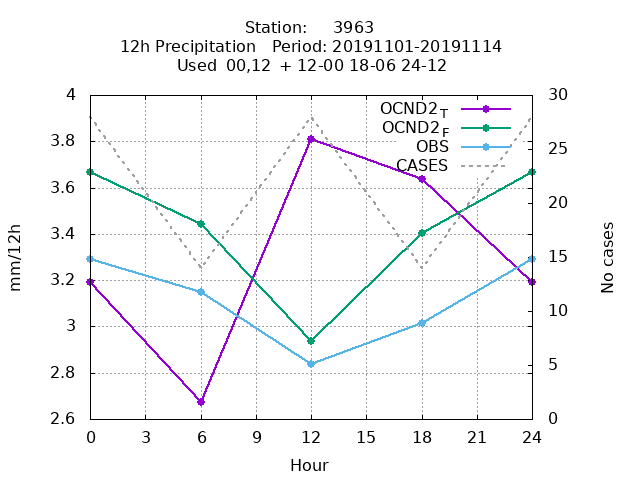 Station: 3963
12h Precipitation Period: 20191101-20191114
Used 00,12 + 12-00 18-06 24-12
4
3.8
3.6
3.4
3.2
3
2.8
2.6
mm/12h
30
25
20
15
10
5
0
No cases
OCND2T
OCND2F
OBS
CASES
0 3 6 9 12 15 18 21 24
Hour